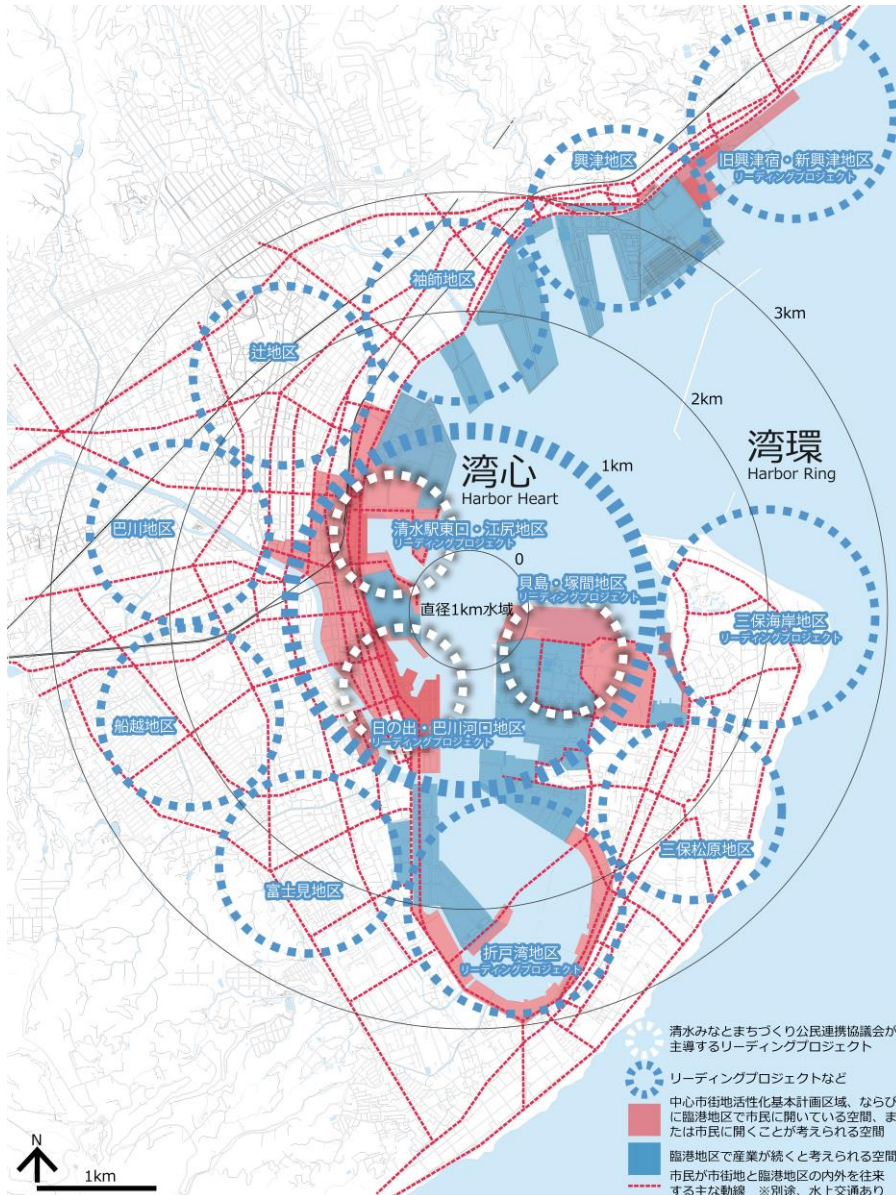 興津地区
旧興津宿・新興津地区
リーディングプロジェクト
袖師地区
3km
辻地区
2km
湾心
Harbor Heart
1km
湾環
Harbor Ring
巴川地区
清水駅東口・江尻地区
リーディングプロジェクト
0
貝島・塚間地区
リーディングプロジェクト
直径1km水域
三保海岸地区
リーディングプロジェクト
船越地区
日の出・巴川河口地区
リーディングプロジェクト
三保松原地区
富士見地区
折戸湾地区
リーディングプロジェクト
清水みなとまちづくり公民連携協議会が
主導するリーディングプロジェクト
リーディングプロジェクトなど
中心市街地活性化基本計画区域、ならび
に臨港地区で市民に開いている空間、ま
たは市民に開くことが考えられる空間
臨港地区で産業が続くと考えられる空間
市民が市街地と臨港地区の内外を往来
する主な動線　※別途、水上交通あり
N
1km